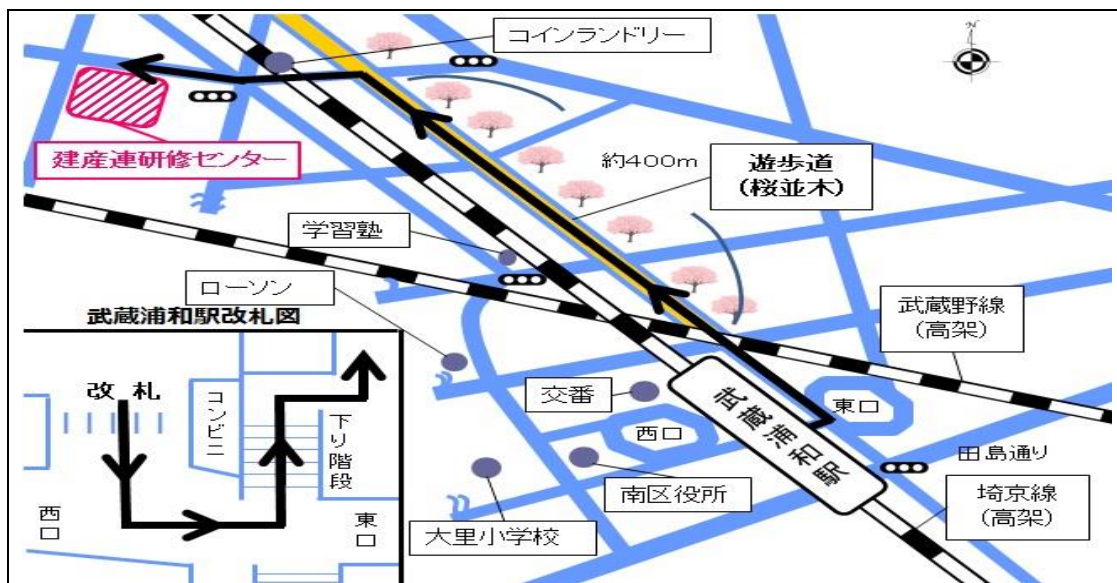 コインランドリー
N
建産連研修センター
約400m
遊歩道
(桜並木)
学習塾
ローソン
武蔵野線
(高架)
武蔵浦和駅改札図
改札
コンビニ
下り階段
西口
東口
交番
西口
武蔵浦和駅
東口
田島通り
南区役所
埼京線
(高架)
大里小学校